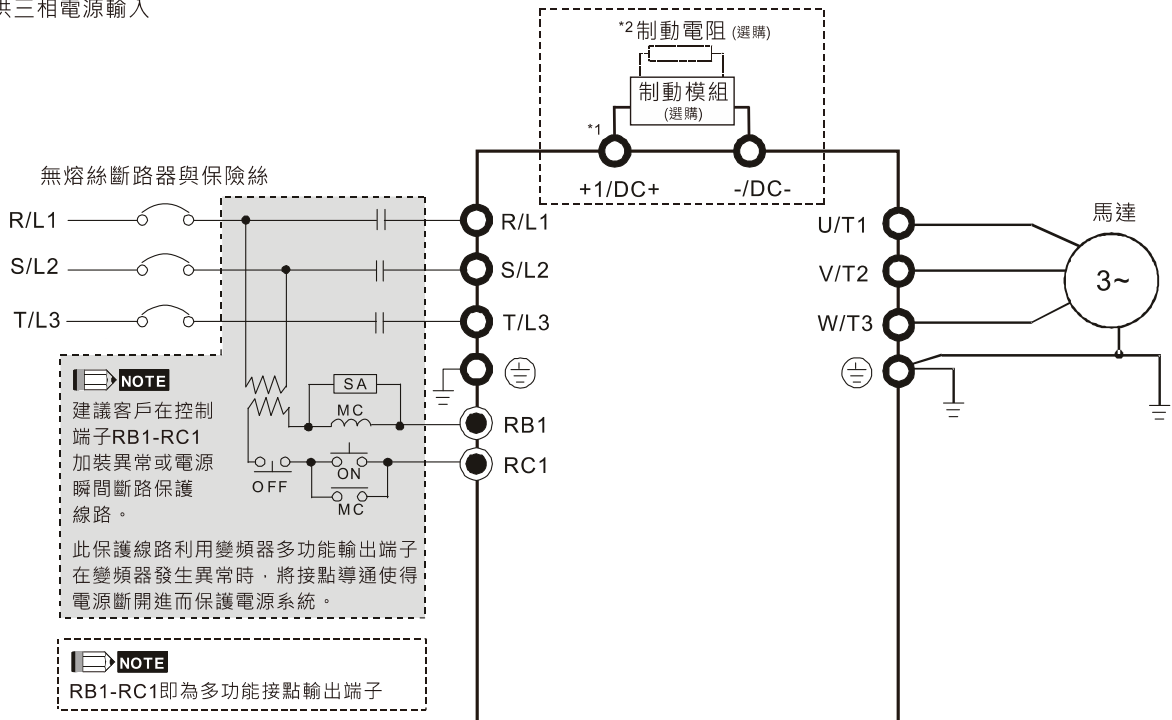 供三相電源輸入
*2制動電阻 (選購)
制動模組
(選購)
*1
+1/DC+
-/DC-
無熔絲斷路器與保險絲
R/L1
R/L1
U/T1
馬達
S/L2
S/L2
V/T2
3~
T/L3
T/L3
W/T3
NOTE
建議客戶在控制
端子RB1-RC1
加裝異常或電源
瞬間斷路保護
線路。
SA
MC
RB1
OFF
ON
RC1
MC
此保護線路利用變頻器多功能輸出端子
在變頻器發生異常時，將接點導通使得
電源斷開進而保護電源系統。
NOTE
RB1-RC1即為多功能接點輸出端子